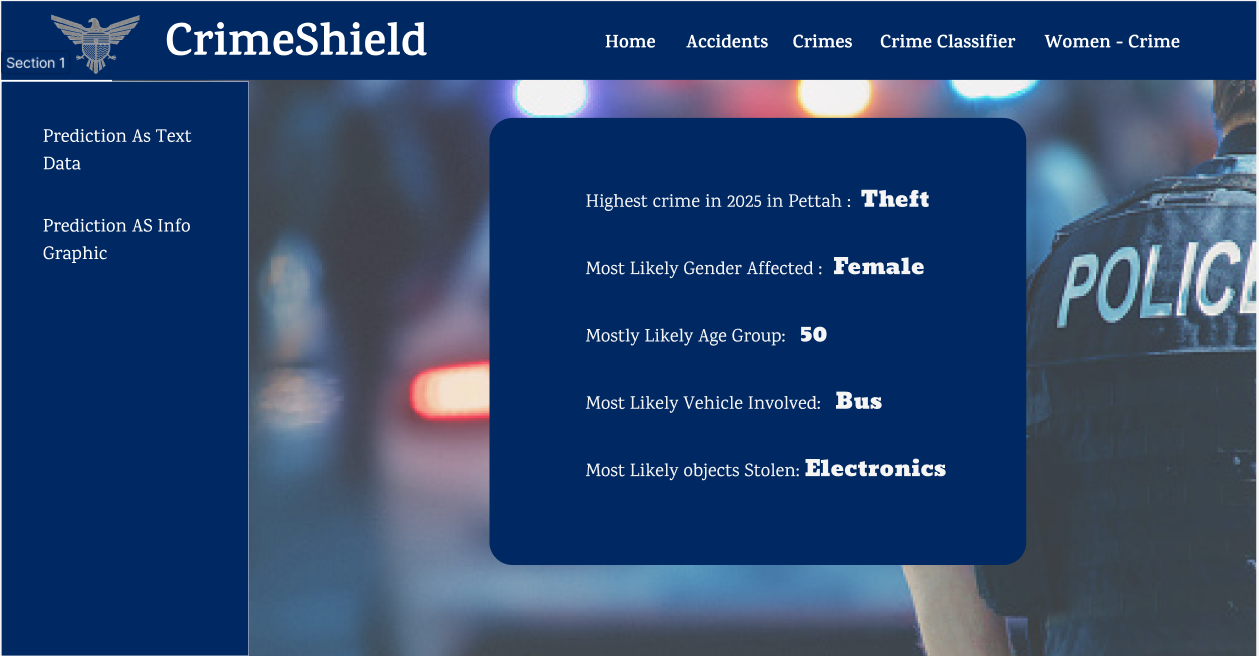 CrimeShield
Section 1
Home Accidents Crimes Crime Classifier Women - Crime
Prediction As Text
Data
Prediction AS Info
Graphic
Highest crime in 2025 in Pettah : Theft
Most Likely Gender Affected : Female
Mostly Likely Age Group: 50
Most Likely Vehicle Involved: Bus
Most Likely objects Stolen: Electronics
POLICE